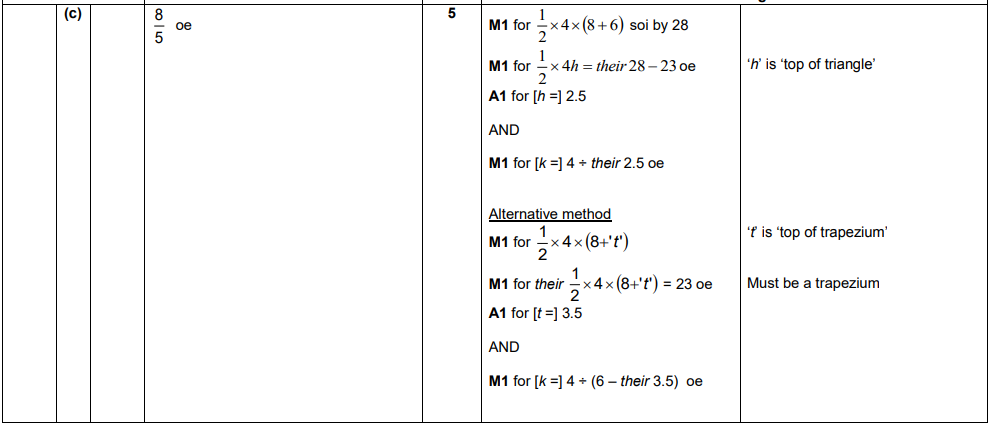 (c)
8/5 oe
5
M1 for 1/2 × 4 × (8 + 6) soi by 28
M1 for 1/2 × 4h = their 28 – 23 oe
'h' is 'top of triangle'
A1 for [h =] 2.5
AND
M1 for [k =] 4 ÷ their 2.5 oe
Alternative method
M1 for 1/2 × 4 × (8+'t')
't' is 'top of trapezium'
M1 for their 1/2 × 4 × (8+'t') = 23 oe
Must be a trapezium
A1 for [t =] 3.5
AND
M1 for [k =] 4 ÷ (6 – their 3.5) oe